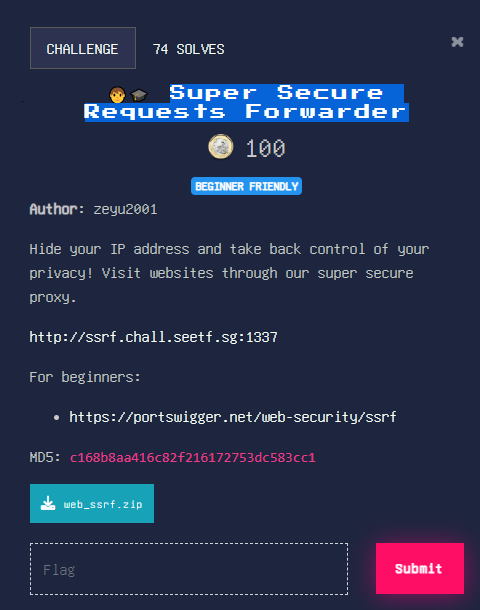 CHALLENGE 74 SOLVES
Super Secure
Requests Forwarder
100
BEGINNER FRIENDLY
Author: zeyu2001
Hide your IP address and take back control of your
privacy! Visit websites through our super secure
proxy.
http://ssrf.chall.seetf.sg:1337
For beginners:
• https://portswigger.net/web-security/ssrf
MD5: c168b8aa416c82f216172753dc583cc1
web_ssrf.zip
Flag
Submit